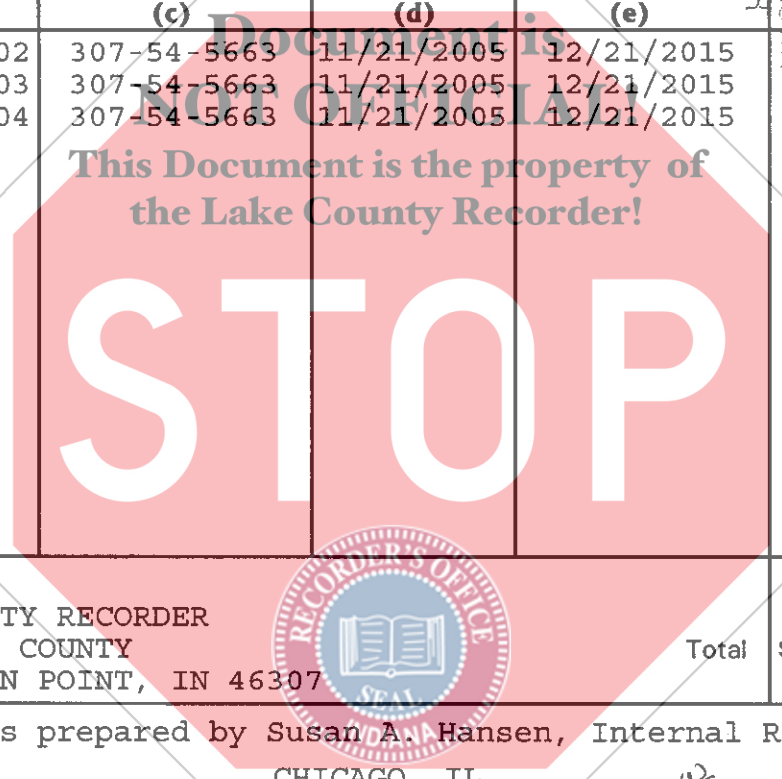 (c) (d) (e)
02 307-54-5663 11/21/2005 12/21/2015
03 307-54-5663 11/21/2005 12/21/2015
04 307-54-5663 11/21/2005 12/21/2015
Document is
NOT OFFICIAL!
This Document is the property of
the Lake County Recorder!
STOP
TY RECORDER
COUNTY
Total
N POINT, IN 46307
RECORDER'S OFFICE
SEAL
INDIANA
s prepared by Susan A. Hansen, Internal R
CHICAGO, IL